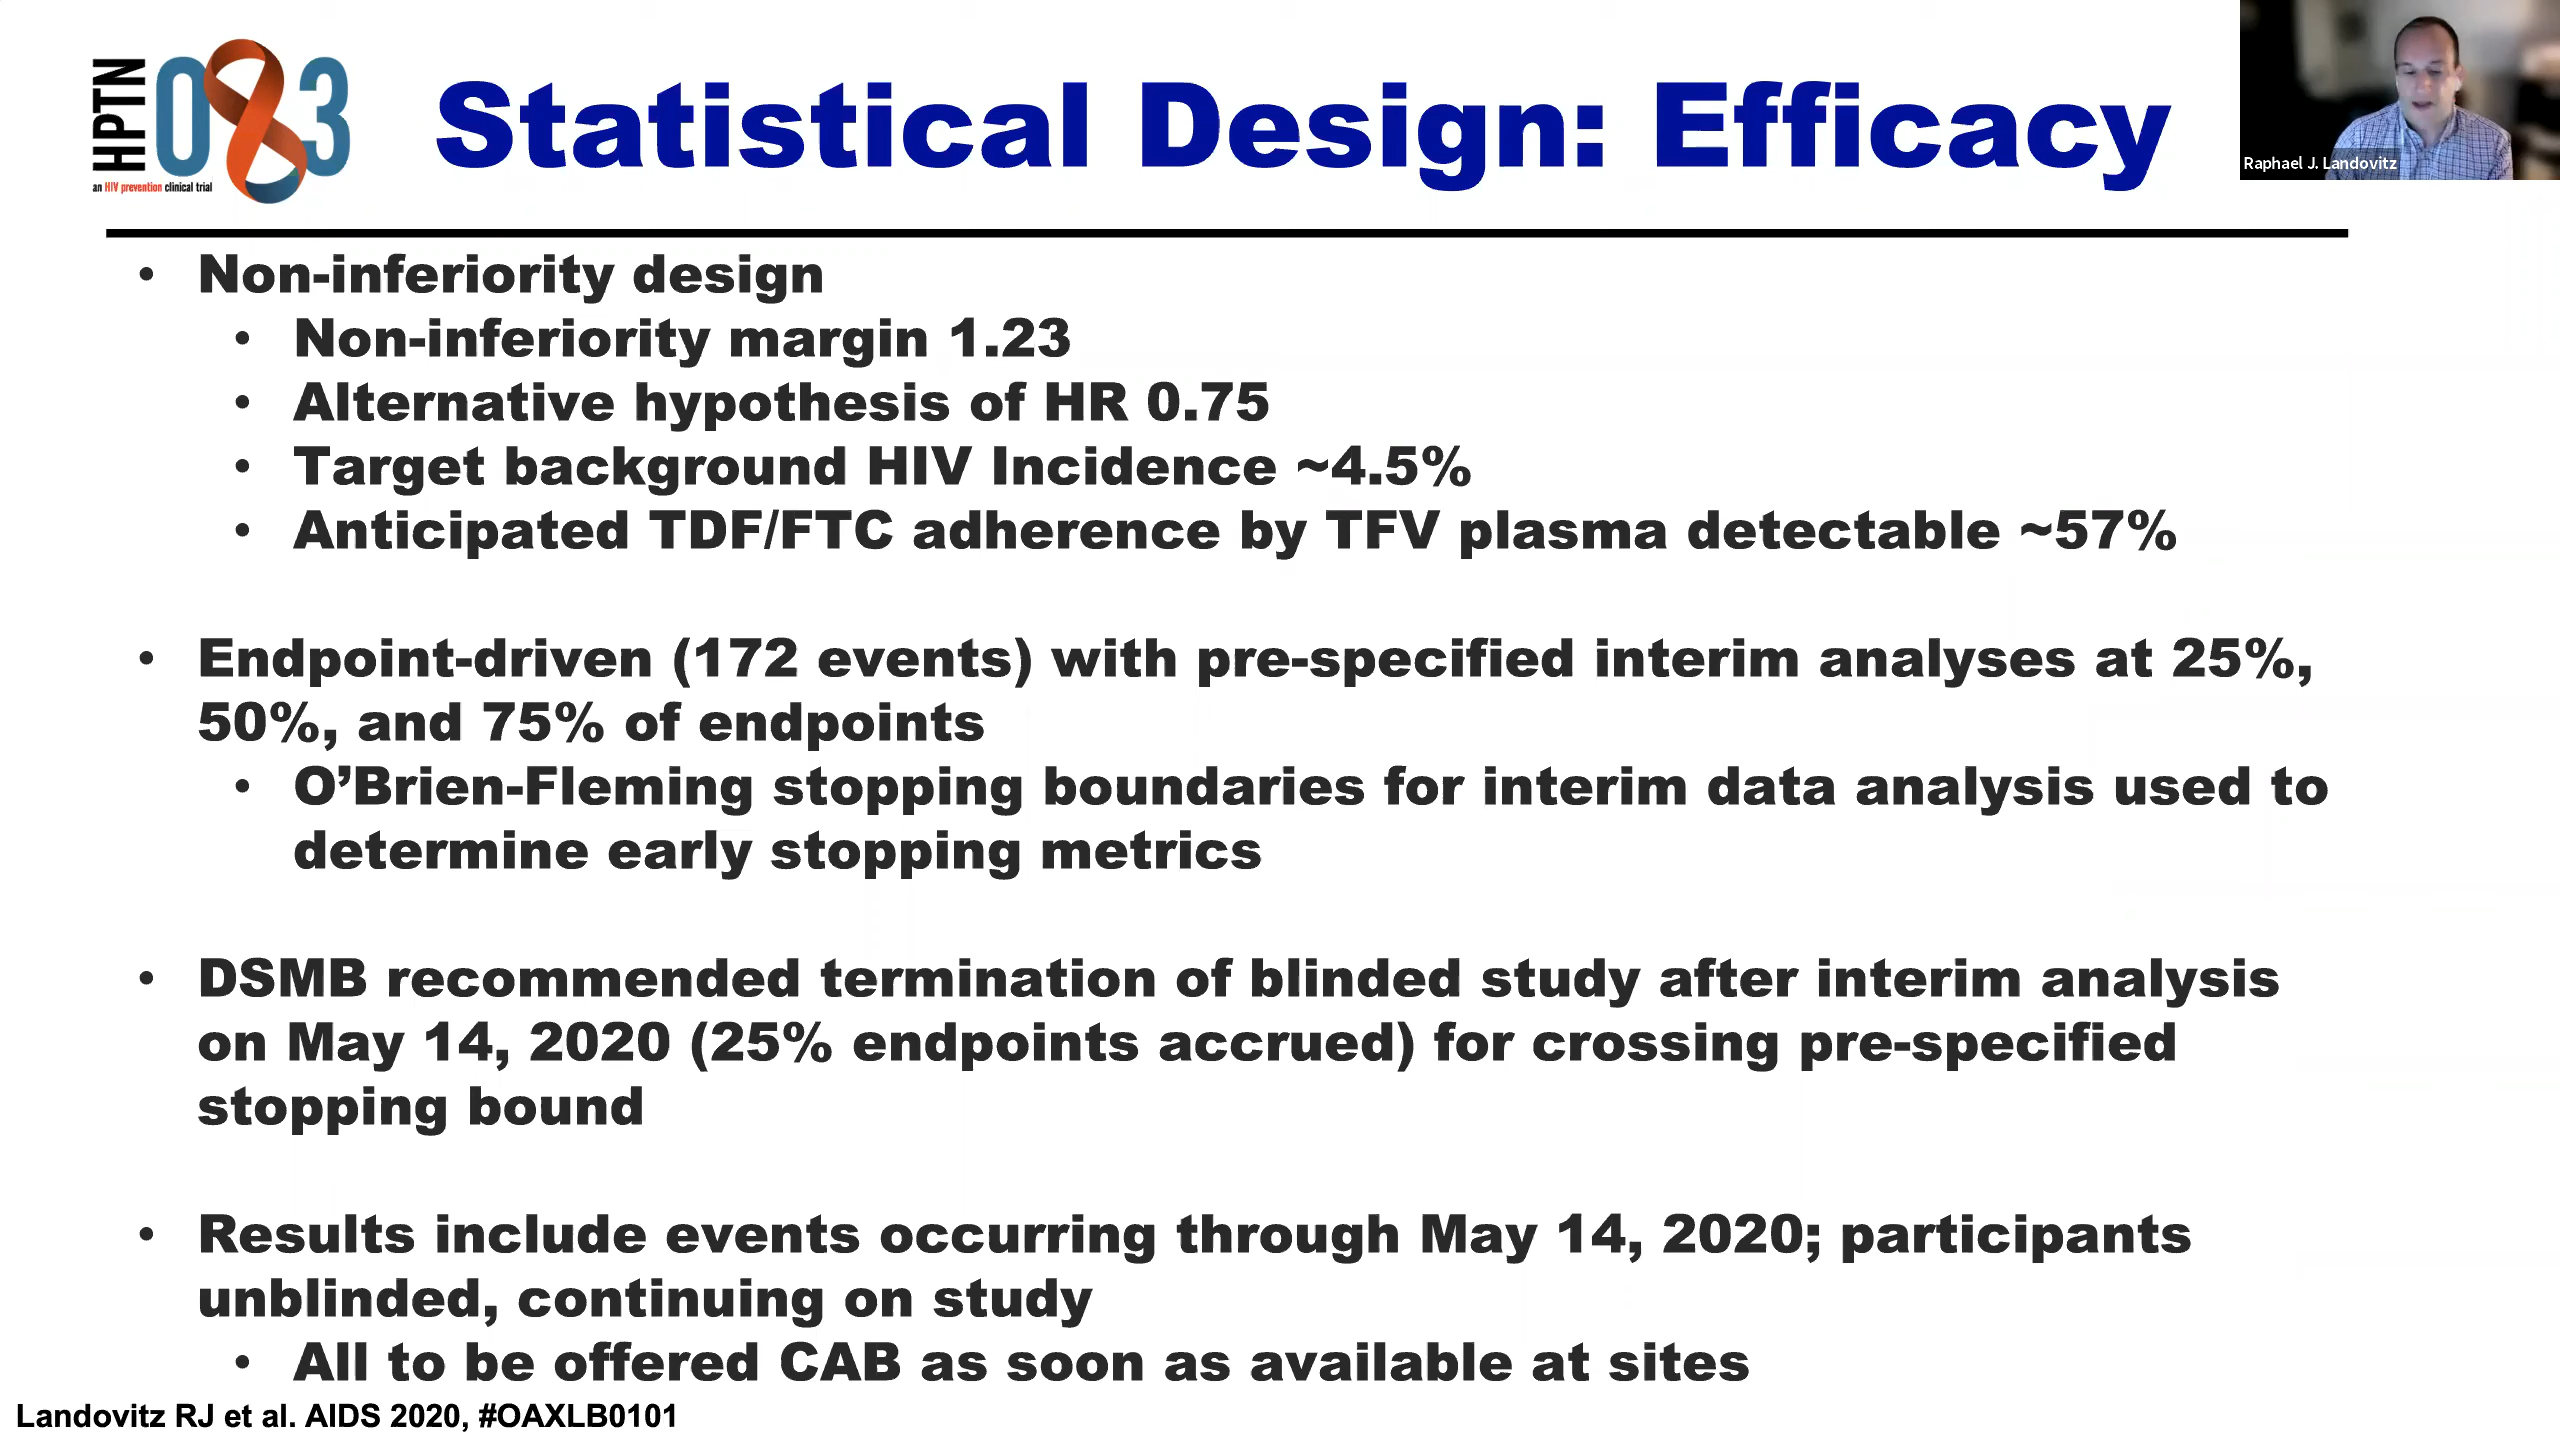 HPTN 083
an HIV prevention clinical trial
Statistical Design: Efficacy
Raphael J. Landovitz
• Non-inferiority design
• Non-inferiority margin 1.23
• Alternative hypothesis of HR 0.75
• Target background HIV Incidence ~4.5%
• Anticipated TDF/FTC adherence by TFV plasma detectable ~57%
• Endpoint-driven (172 events) with pre-specified interim analyses at 25%,
50%, and 75% of endpoints
• O’Brien-Fleming stopping boundaries for interim data analysis used to
determine early stopping metrics
• DSMB recommended termination of blinded study after interim analysis
on May 14, 2020 (25% endpoints accrued) for crossing pre-specified
stopping bound
• Results include events occurring through May 14, 2020; participants
unblinded, continuing on study
• All to be offered CAB as soon as available at sites
Landovitz RJ et al. AIDS 2020, #OAXLB0101